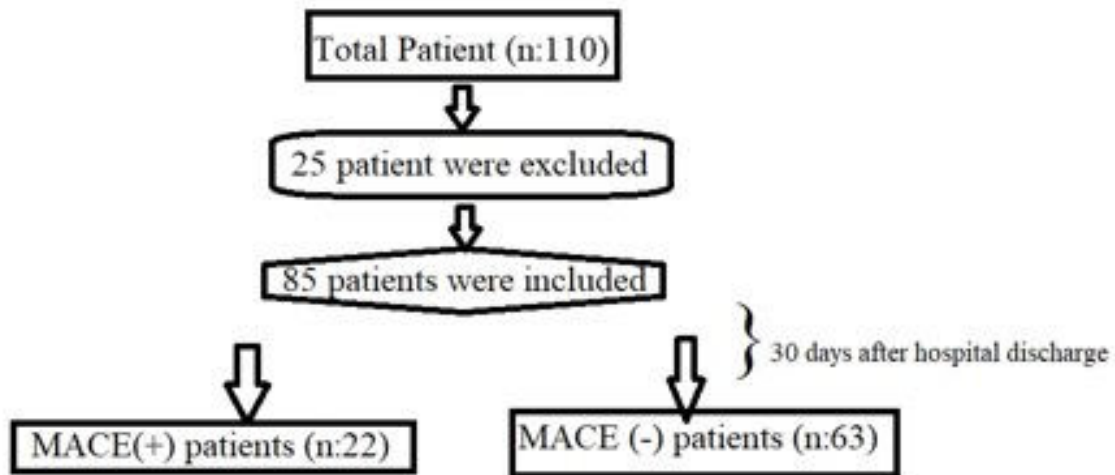 Total Patient (n:110)
25 patient were excluded
85 patients were included
30 days after hospital discharge
MACE(+) patients (n:22)
MACE (-) patients (n:63)